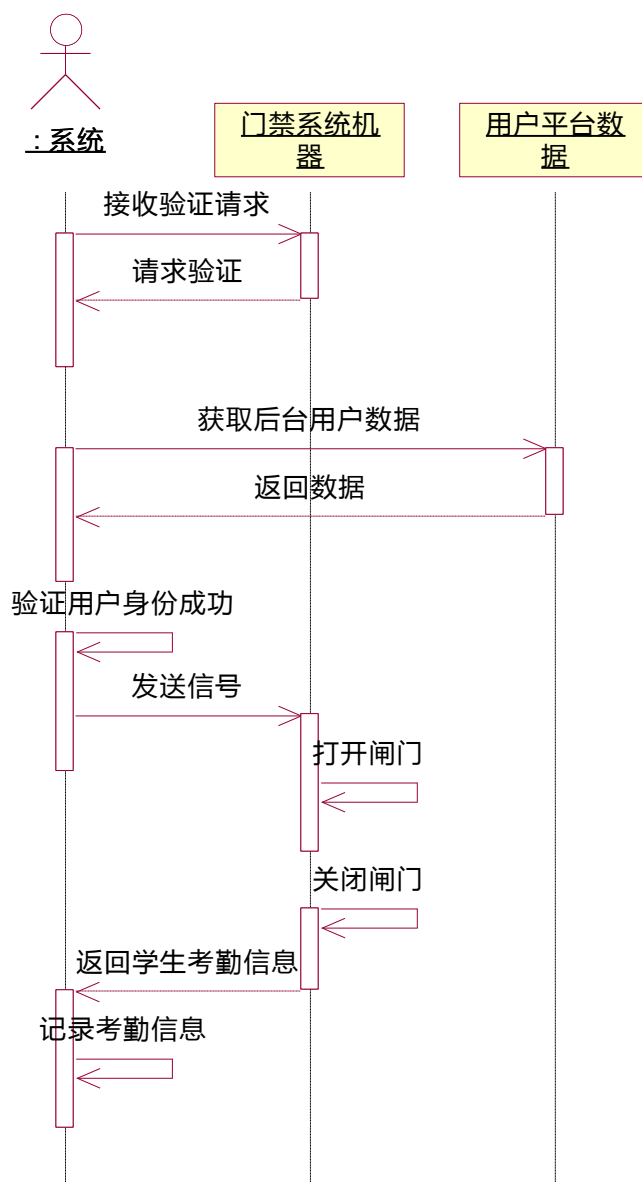 : 系统
门禁系统机
器
用户平台数
据
接收验证请求
请求验证
获取后台用户数据
返回数据
验证用户身份成功
发送信号
打开闸门
关闭闸门
返回学生考勤信息
记录考勤信息